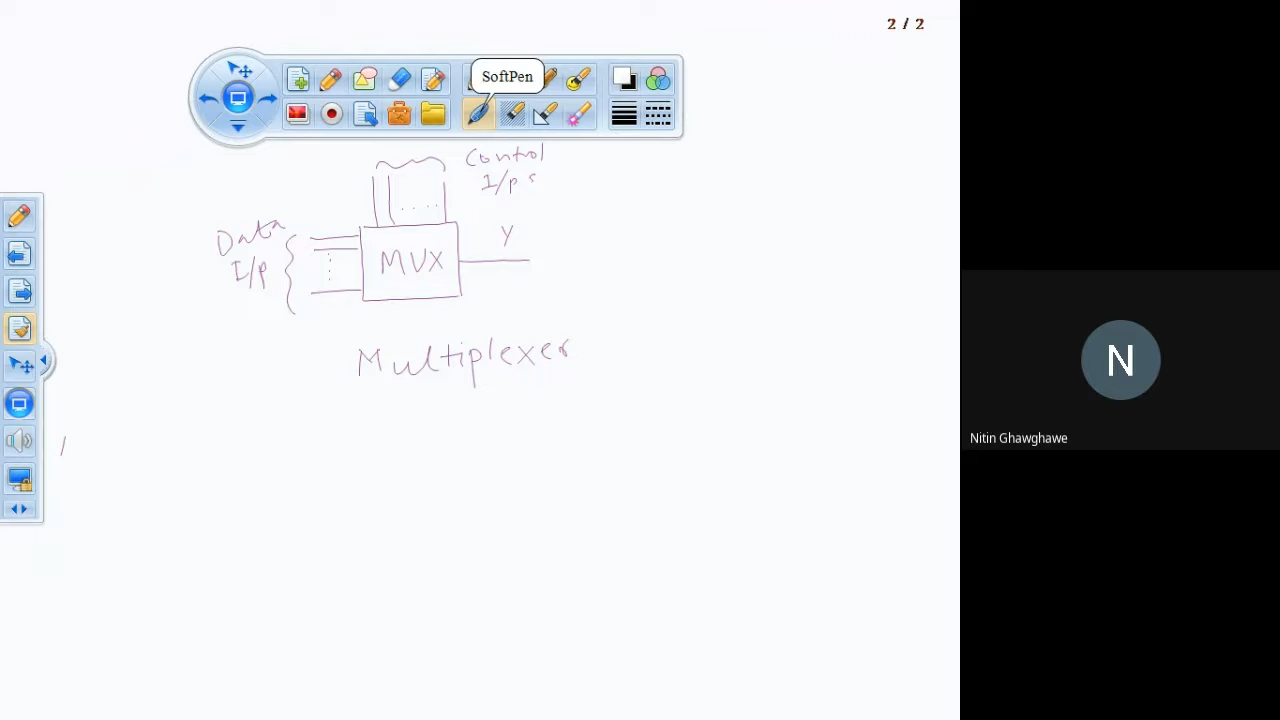 2 / 2
SoftPen
Control
I/p s
Data
I/p
MUX
Y
Multiplexer
N
Nitin Ghawghawe